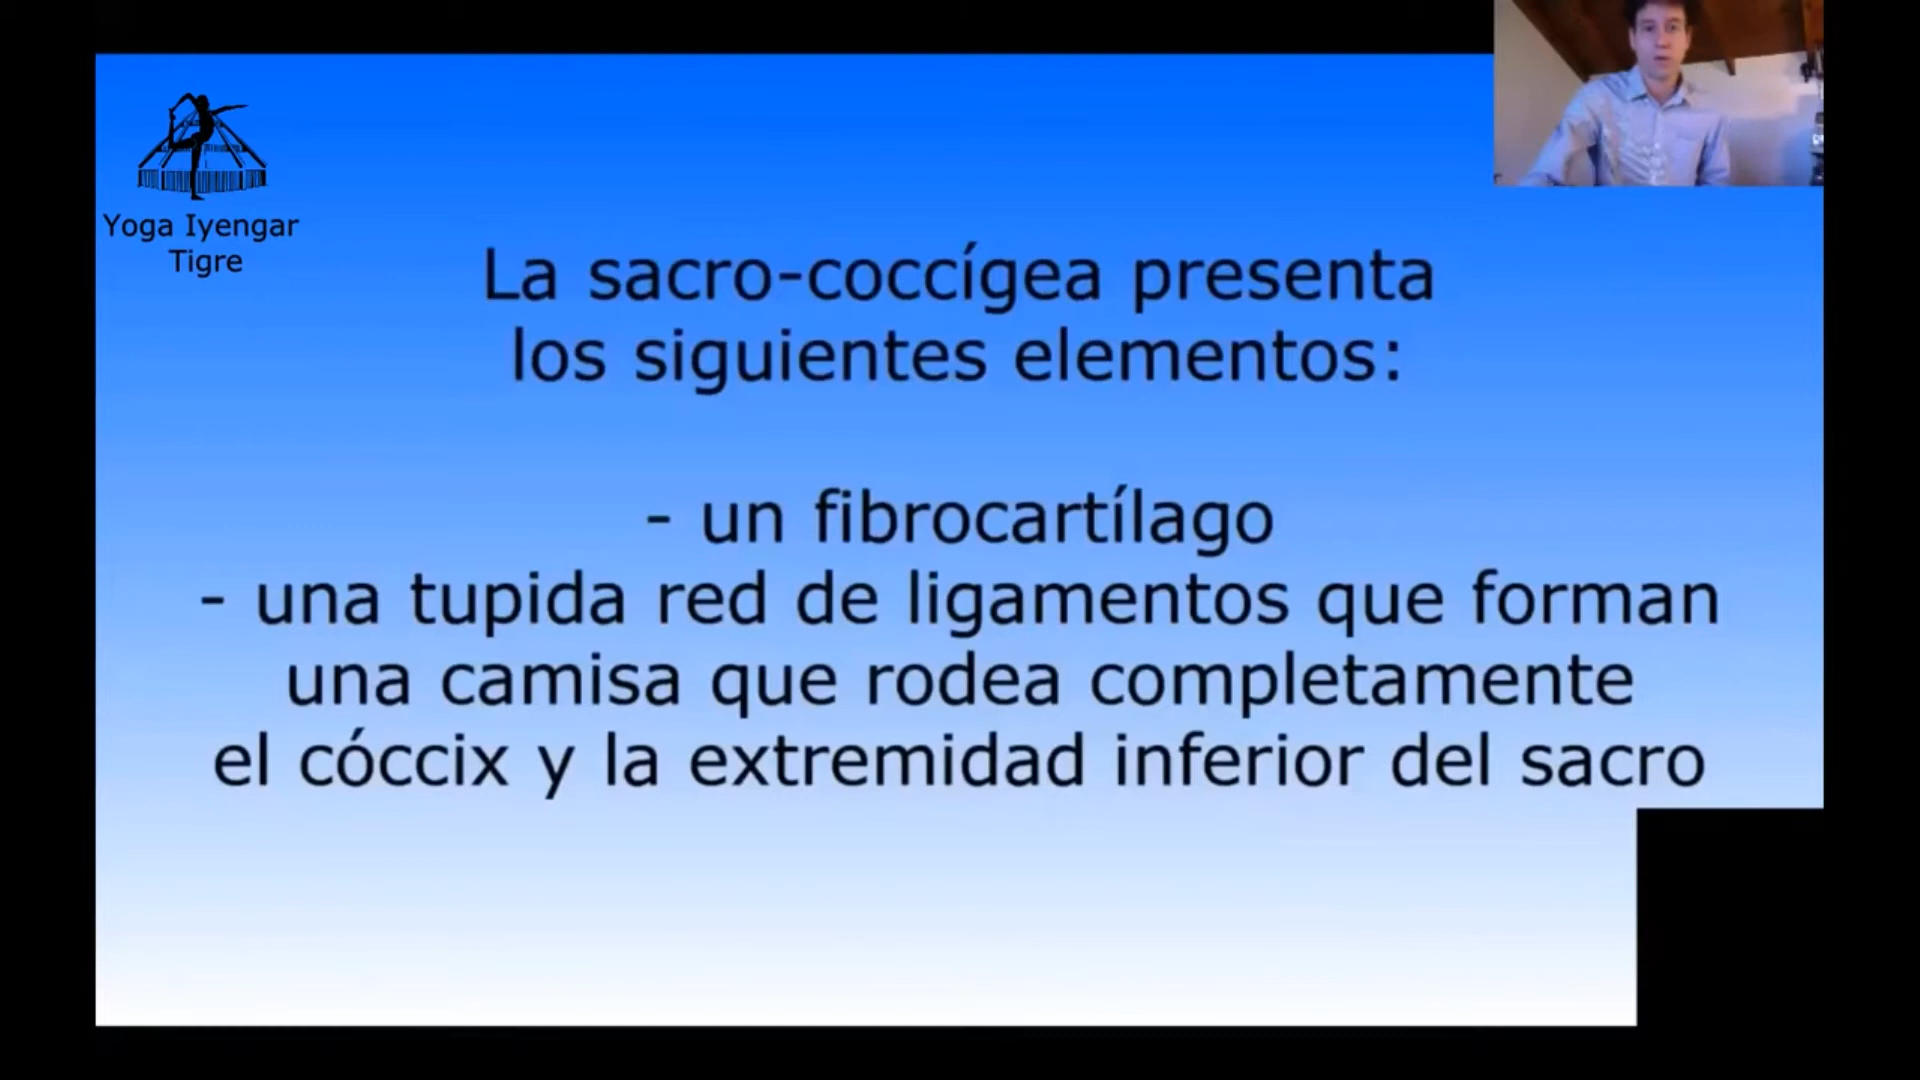 Yoga Iyengar
Tigre
La sacro-coccígea presenta
los siguientes elementos:
- un fibrocartílago
- una tupida red de ligamentos que forman
una camisa que rodea completamente
el cóccix y la extremidad inferior del sacro